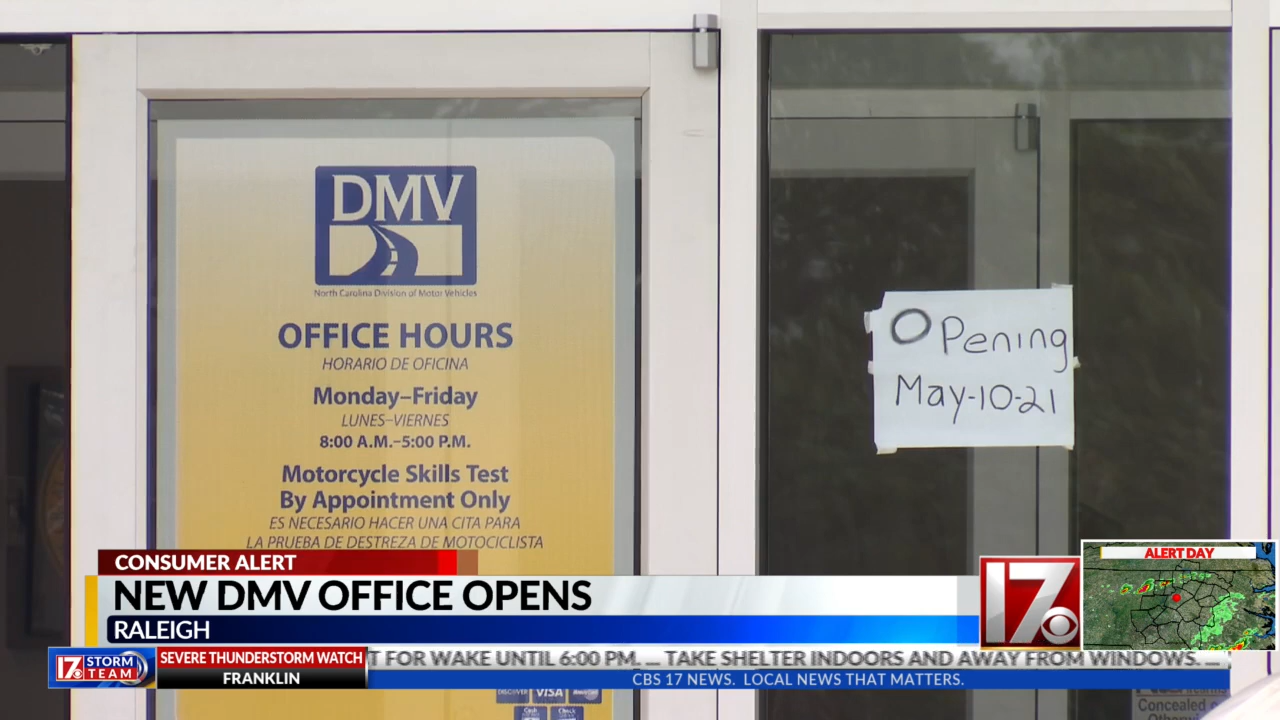 DMV
North Carolina Division of Motor Vehicles
OFFICE HOURS
HORARIO DE OFICINA
Monday–Friday
LUNES–VIERNES
8:00 A.M.–5:00 P.M.
Motorcycle Skills Test
By Appointment Only
ES NECESARIO HACER UNA CITA PARA
LA PRUEBA DE DESTREZA DE MOTOCICLISTA
Opening
May-10-21
CONSUMER ALERT
NEW DMV OFFICE OPENS
RALEIGH
17
ALERT DAY
17 STORM TEAM
SEVERE THUNDERSTORM WATCH
FRANKLIN
T FOR WAKE UNTIL 6:00 PM. ... TAKE SHELTER INDOORS AND AWAY FROM WINDOWS. ...
CBS 17 NEWS. LOCAL NEWS THAT MATTERS.
DISCOVER VISA
Cash Check
Concealed